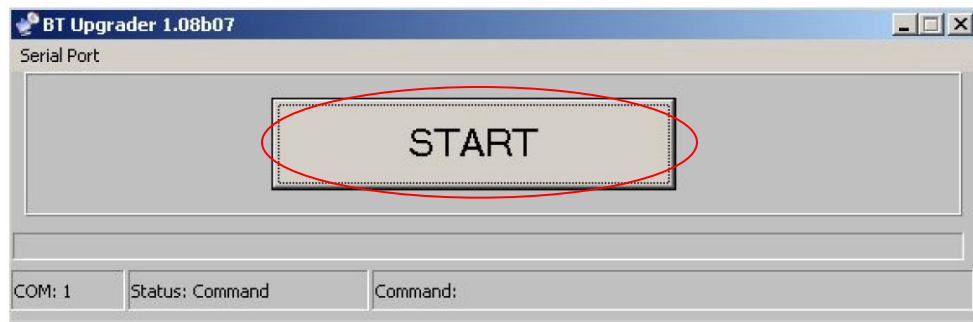 BT Upgrader 1.08b07
Serial Port
START
COM: 1 Status: Command Command: